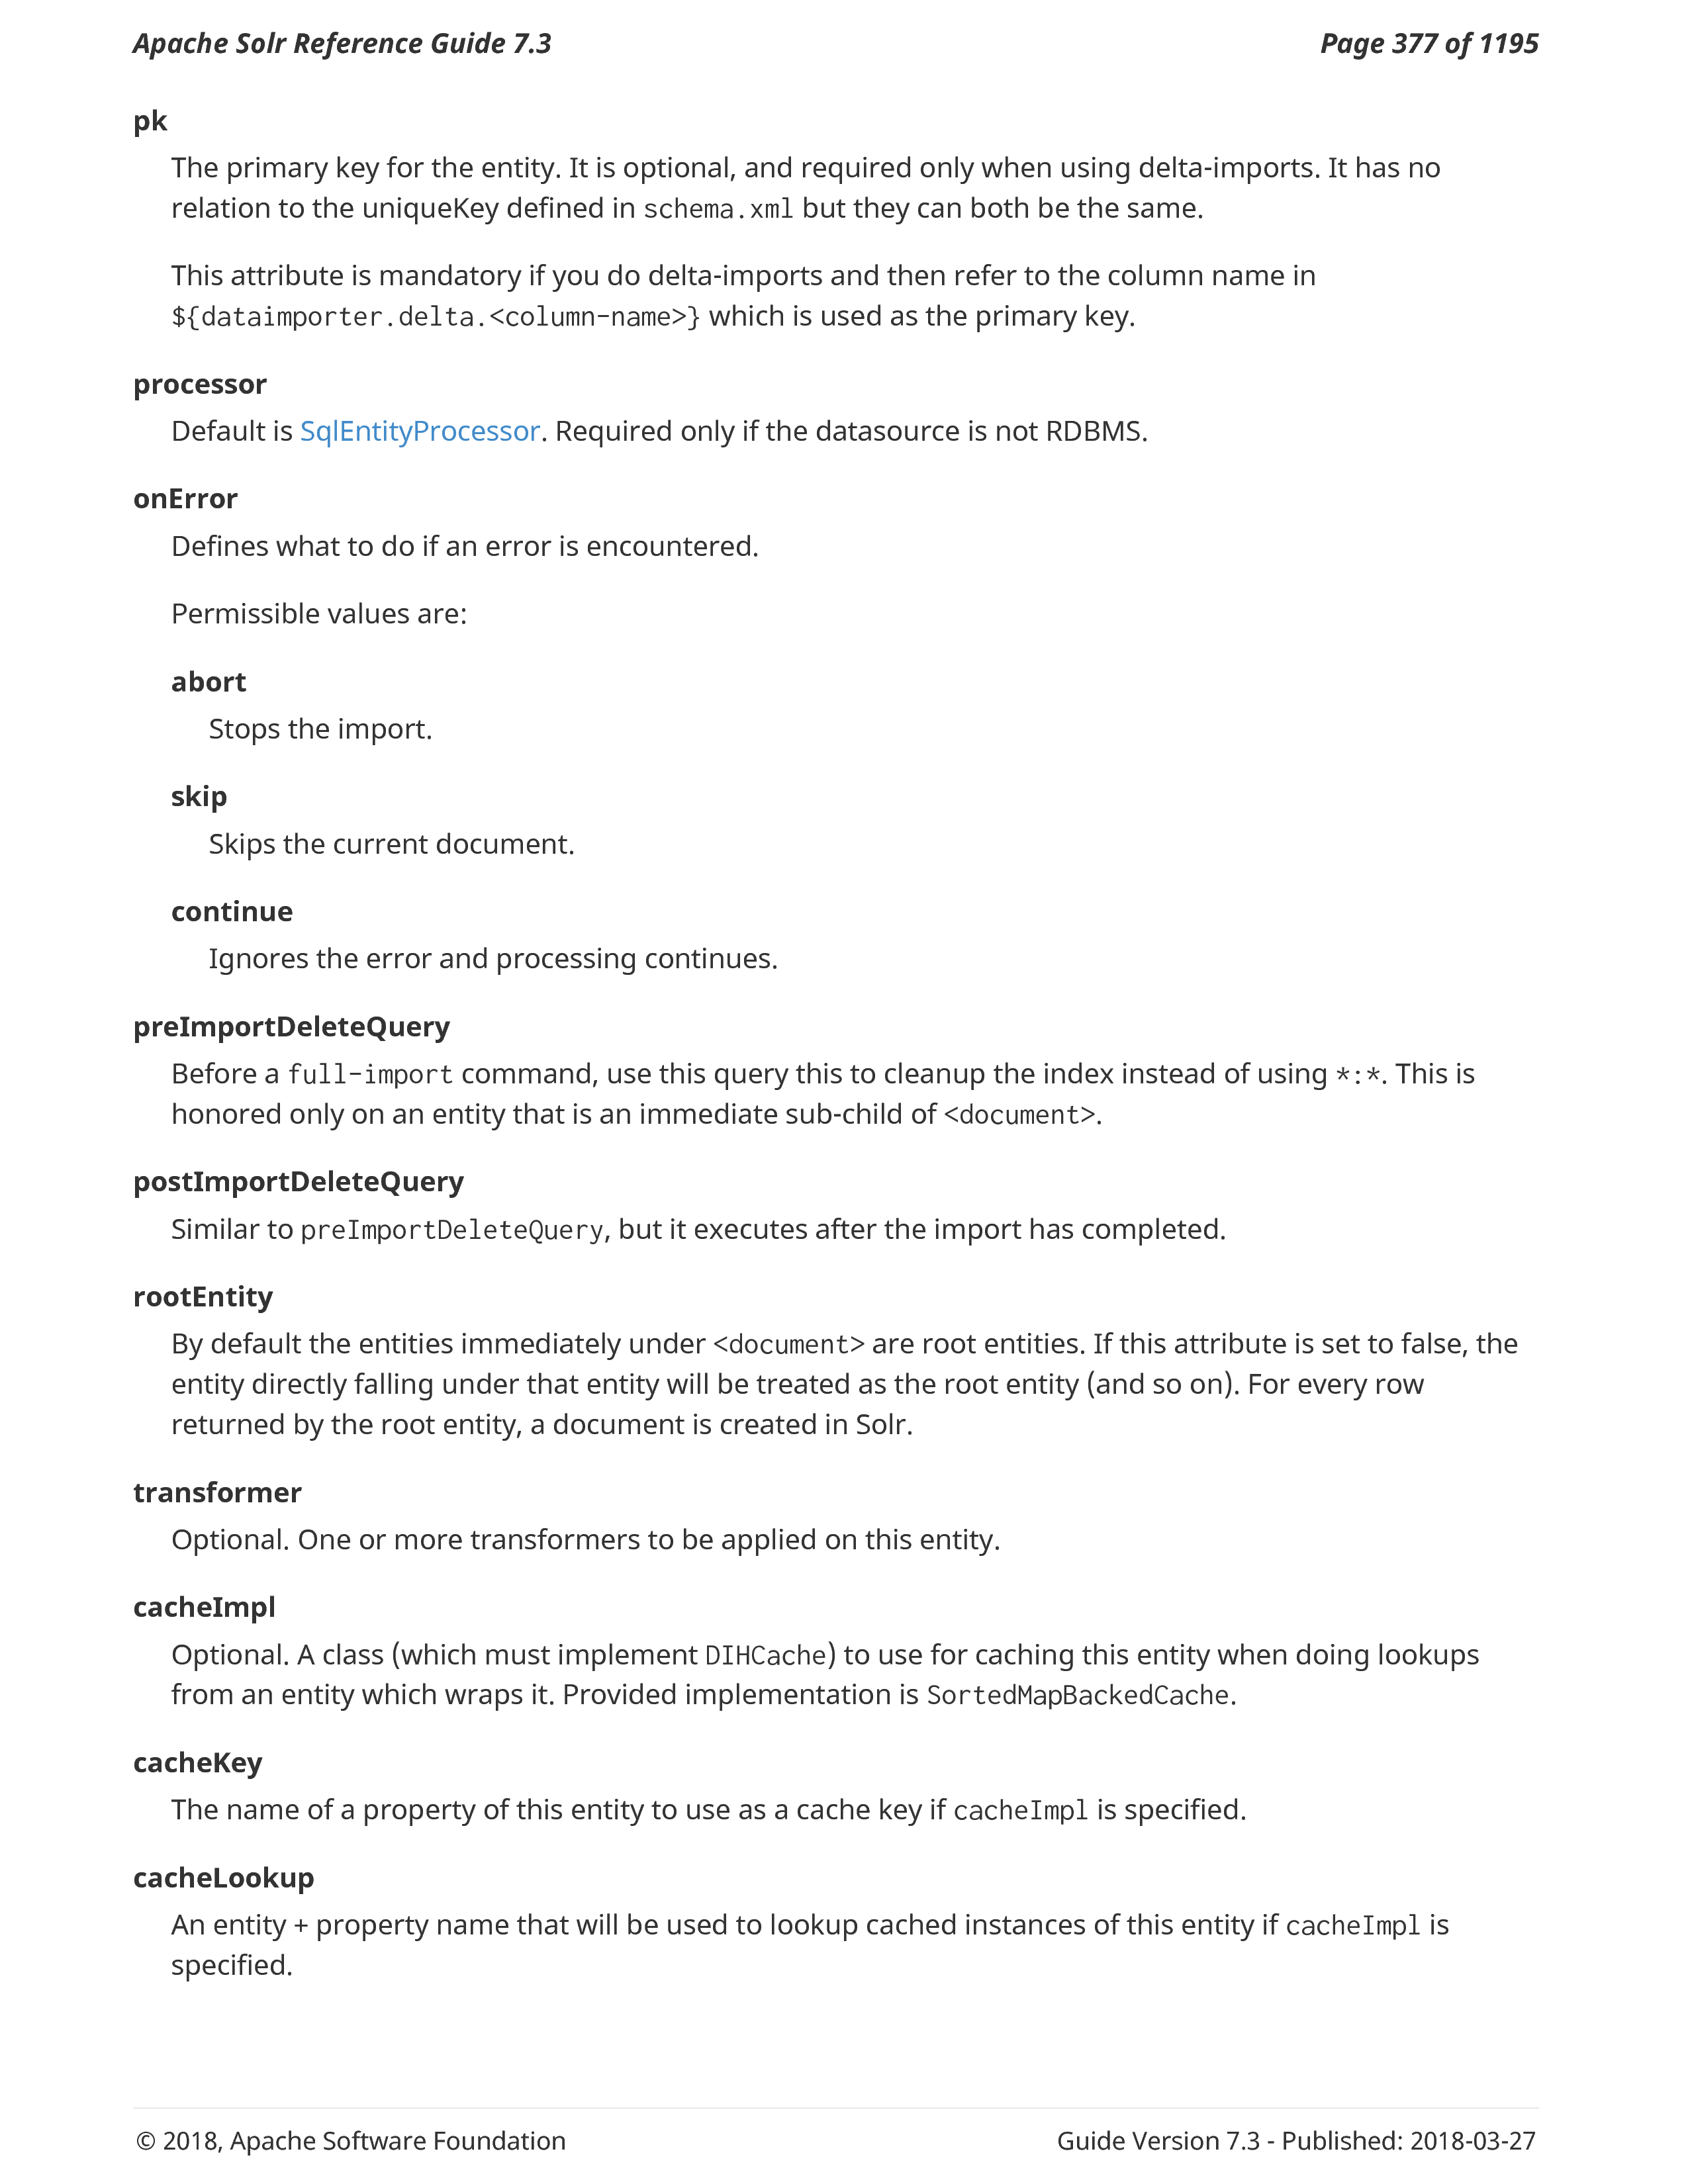 Apache Solr Reference Guide 7.3
Page 377 of 1195
pk
The primary key for the entity. It is optional, and required only when using delta-imports. It has no
relation to the uniqueKey defined in schema.xml but they can both be the same.
This attribute is mandatory if you do delta-imports and then refer to the column name in
${dataimporter.delta.<column-name>} which is used as the primary key.
processor
Default is SqlEntityProcessor. Required only if the datasource is not RDBMS.
onError
Defines what to do if an error is encountered.
Permissible values are:
abort
Stops the import.
skip
Skips the current document.
continue
Ignores the error and processing continues.
preImportDeleteQuery
Before a full-import command, use this query this to cleanup the index instead of using *:*. This is
honored only on an entity that is an immediate sub-child of <document>.
postImportDeleteQuery
Similar to preImportDeleteQuery, but it executes after the import has completed.
rootEntity
By default the entities immediately under <document> are root entities. If this attribute is set to false, the
entity directly falling under that entity will be treated as the root entity (and so on). For every row
returned by the root entity, a document is created in Solr.
transformer
Optional. One or more transformers to be applied on this entity.
cacheImpl
Optional. A class (which must implement DIHCache) to use for caching this entity when doing lookups
from an entity which wraps it. Provided implementation is SortedMapBackedCache.
cacheKey
The name of a property of this entity to use as a cache key if cacheImpl is specified.
cacheLookup
An entity + property name that will be used to lookup cached instances of this entity if cacheImpl is
specified.
© 2018, Apache Software Foundation
Guide Version 7.3 - Published: 2018-03-27